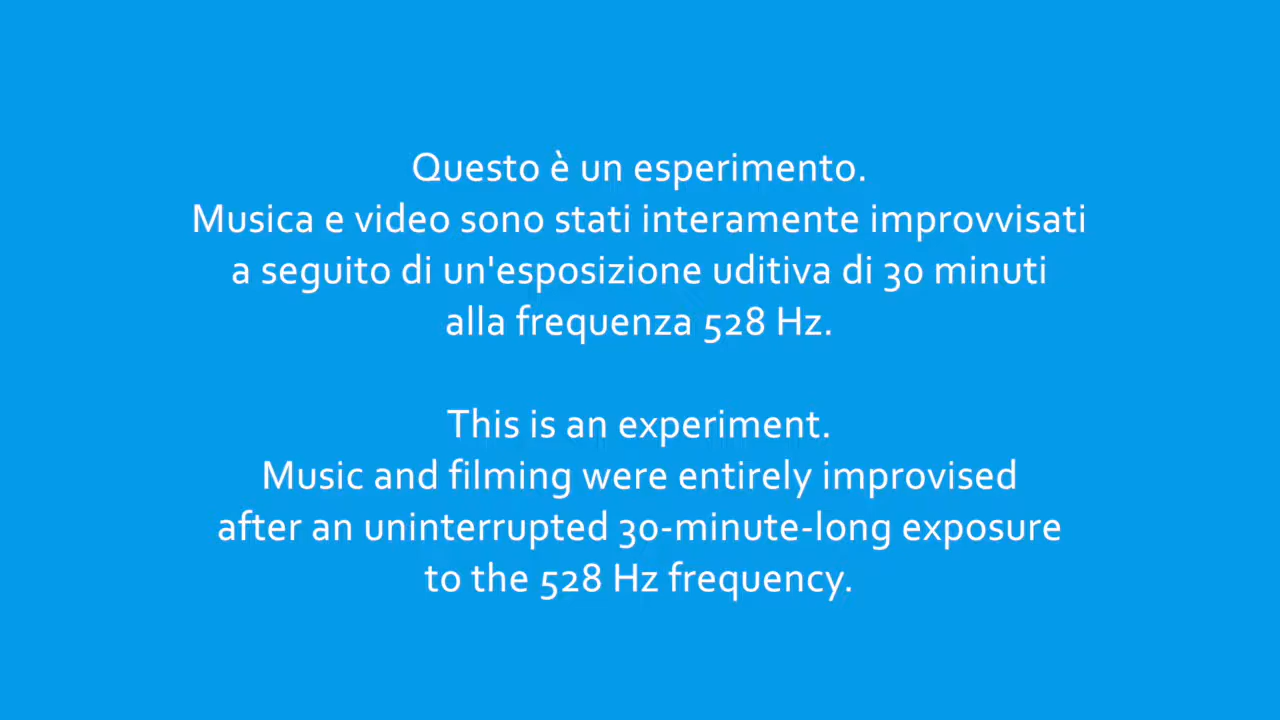 Questo è un esperimento.
Musica e video sono stati interamente improvvisati
a seguito di un'esposizione uditiva di 30 minuti
alla frequenza 528 Hz.
This is an experiment.
Music and filming were entirely improvised
after an uninterrupted 30-minute-long exposure
to the 528 Hz frequency.